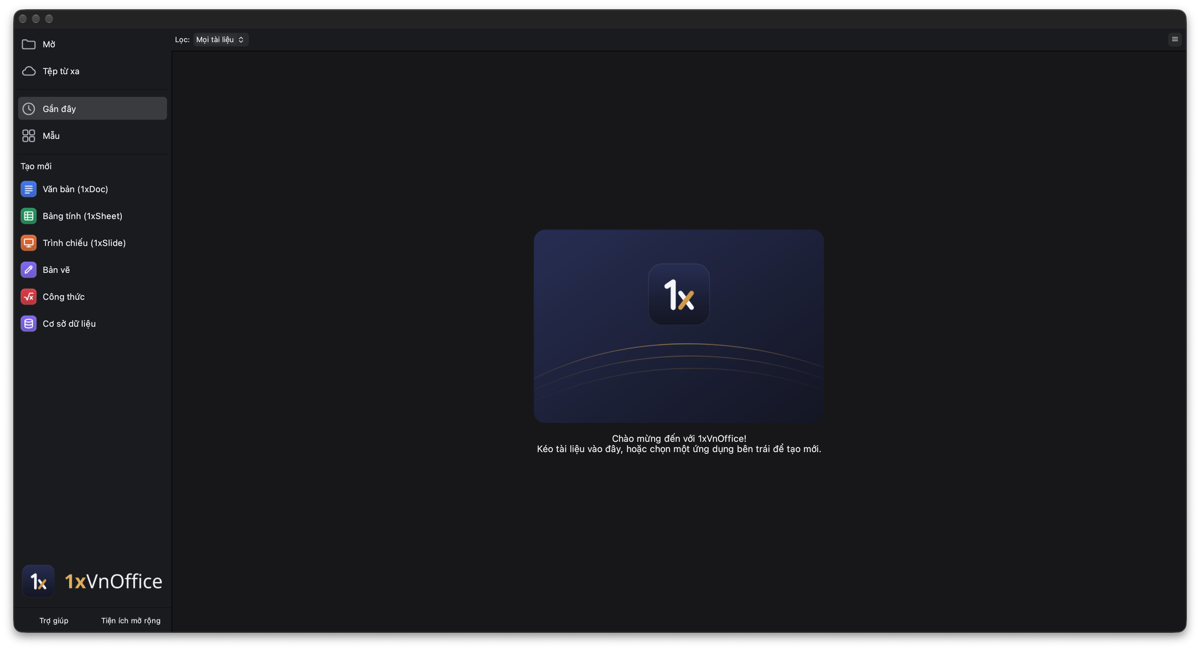 Mở
Tệp từ xa
Gần đây
Mẫu
Tạo mới
Văn bản (1xDoc)
Bảng tính (1xSheet)
Trình chiếu (1xSlide)
Bản vẽ
Công thức
Cơ sở dữ liệu
1x 1xVnOffice
Trợ giúp Tiện ích mở rộng
Lọc: Mọi tài liệu
1x
Chào mừng đến với 1xVnOffice!
Kéo tài liệu vào đây, hoặc chọn một ứng dụng bên trái để tạo mới.